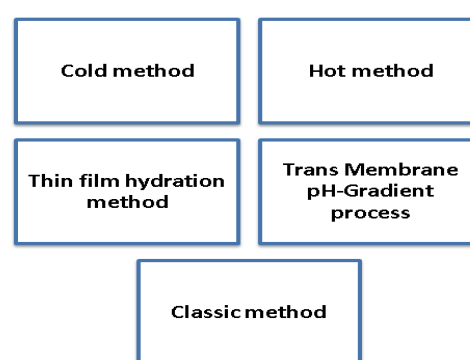 Cold method
Hot method
Thin film hydration
method
Trans Membrane
pH-Gradient
process
Classic method